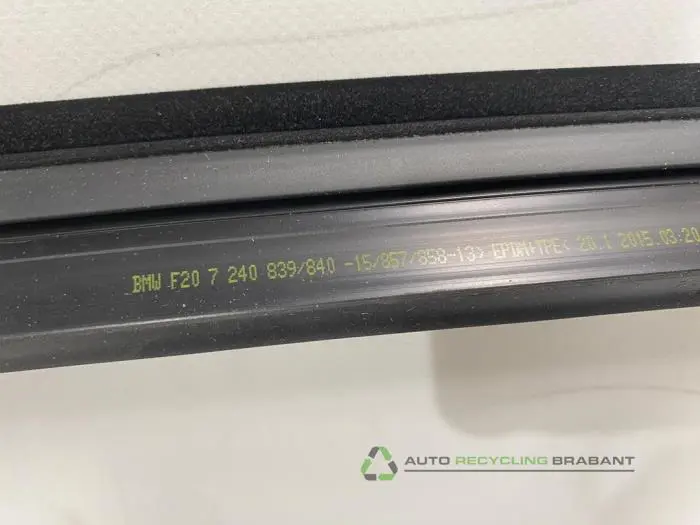 BMW F20 7 240 839/840 -15/857/858-13> EPDM+TPE< 20.1 2015.03.20
AUTO RECYCLING BRABANT